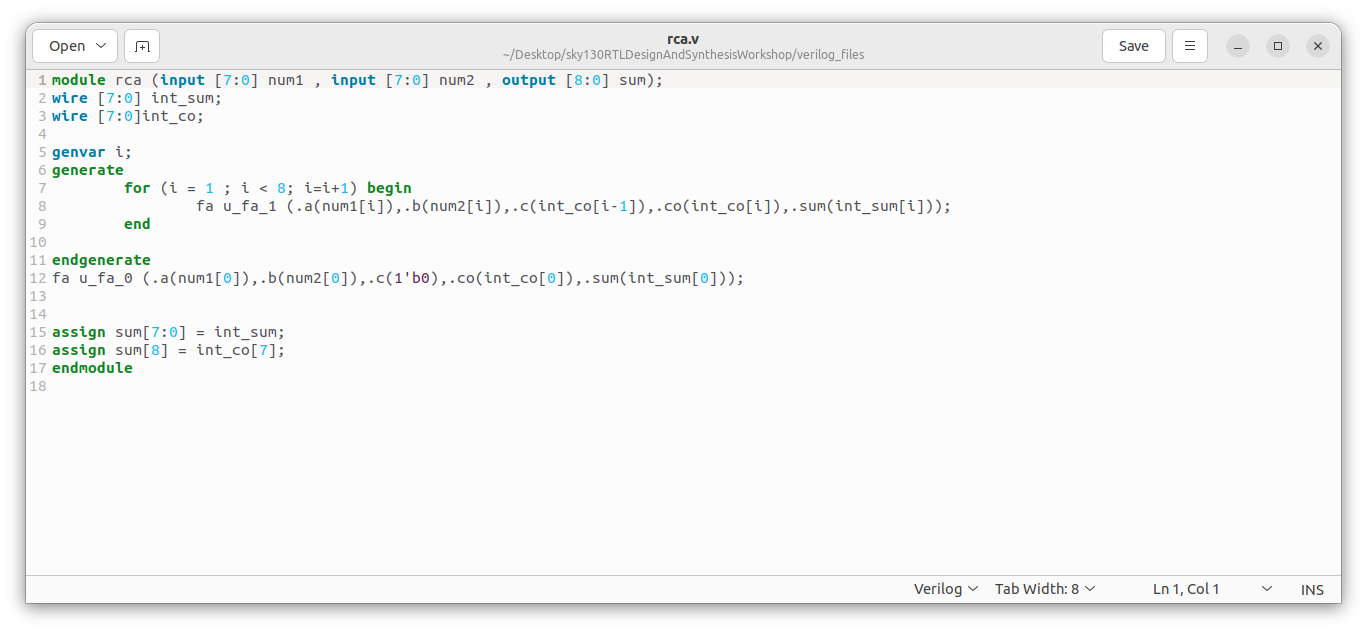 Open
rca.v
~/Desktop/sky130RTLDesignAndSynthesisWorkshop/verilog_files
Save
1 module rca (input [7:0] num1 , input [7:0] num2 , output [8:0] sum);
2 wire [7:0] int_sum;
3 wire [7:0]int_co;
4
5 genvar i;
6 generate
7         for (i = 1 ; i < 8; i=i+1) begin
8                 fa u_fa_1 (.a(num1[i]),.b(num2[i]),.c(int_co[i-1]),.co(int_co[i]),.sum(int_sum[i]));
9         end
10
11 endgenerate
12 fa u_fa_0 (.a(num1[0]),.b(num2[0]),.c(1'b0),.co(int_co[0]),.sum(int_sum[0]));
13
14
15 assign sum[7:0] = int_sum;
16 assign sum[8] = int_co[7];
17 endmodule
18
Verilog Tab Width: 8 Ln 1, Col 1 INS